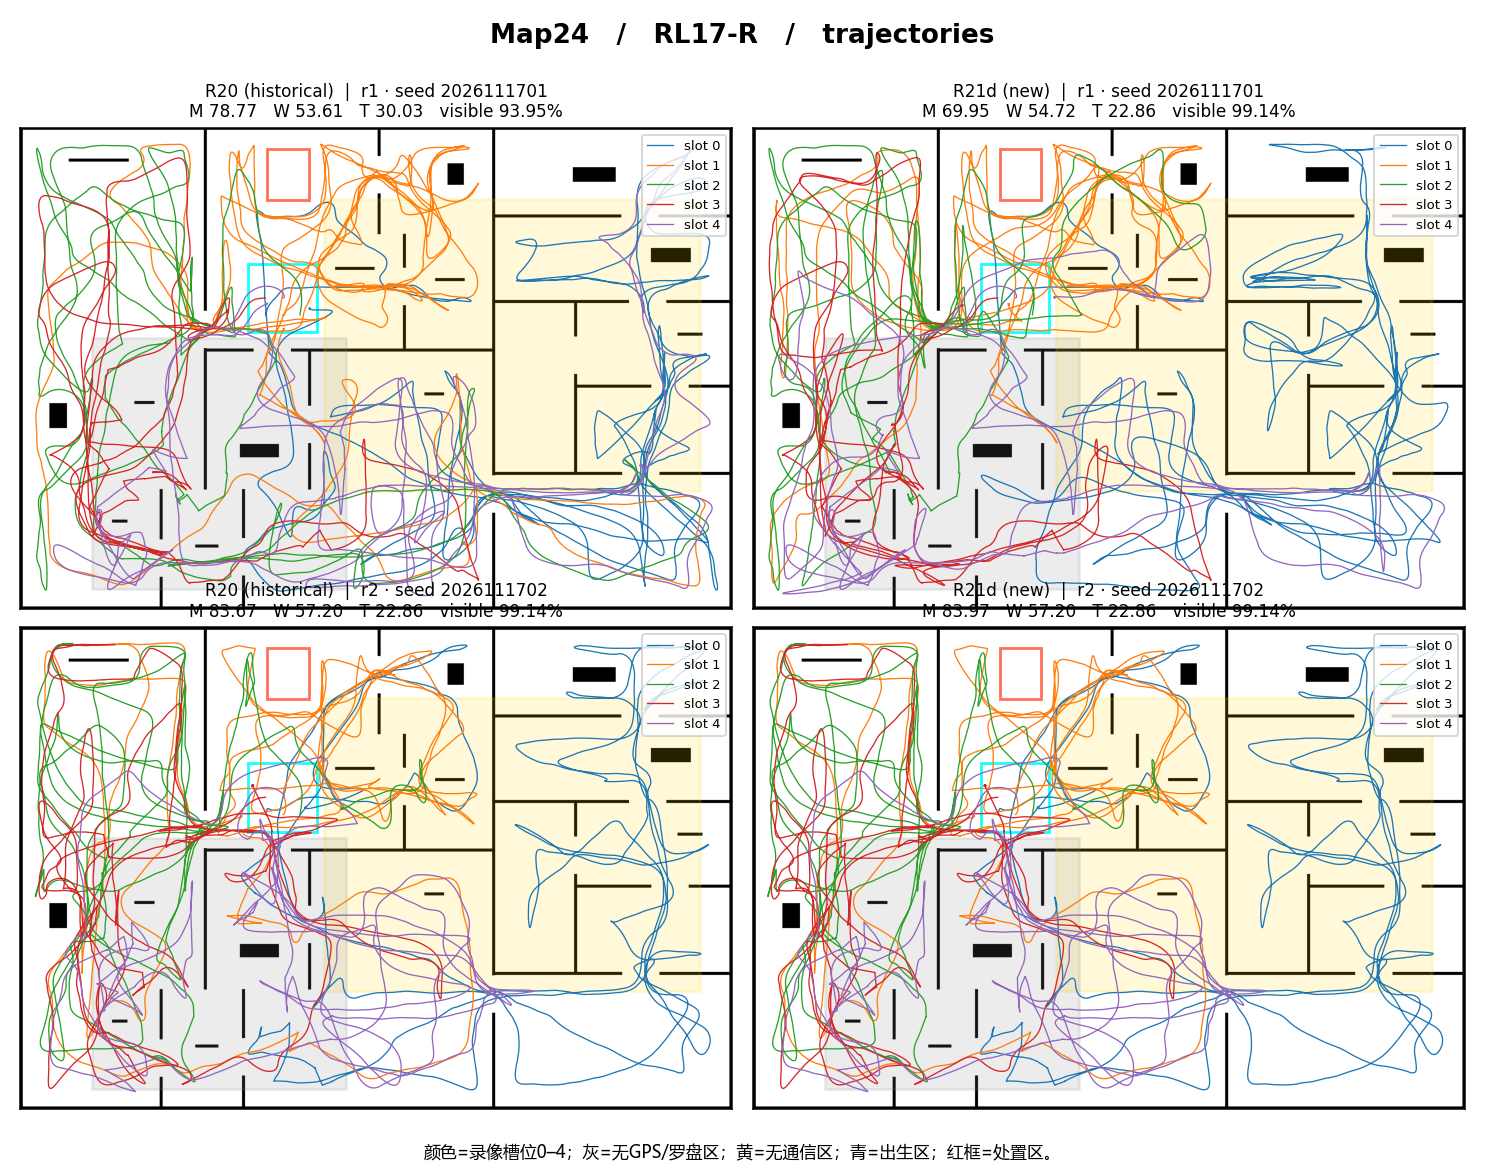 Map24 / RL17-R / trajectories
R20 (historical) | r1 · seed 2026111701
M 78.77 W 53.61 T 30.03 visible 93.95%
R21d (new) | r1 · seed 2026111701
M 69.95 W 54.72 T 22.86 visible 99.14%
slot 0
slot 1
slot 2
slot 3
slot 4
slot 0
slot 1
slot 2
slot 3
slot 4
R20 (historical) | r2 · seed 2026111702
M 83.67 W 57.20 T 22.86 visible 99.14%
R21d (new) | r2 · seed 2026111702
M 83.97 W 57.20 T 22.86 visible 99.14%
slot 0
slot 1
slot 2
slot 3
slot 4
slot 0
slot 1
slot 2
slot 3
slot 4
颜色=录像槽位0—4；灰=无GPS/罗盘区；黄=无通信区；青=出生区；红框=处置区。